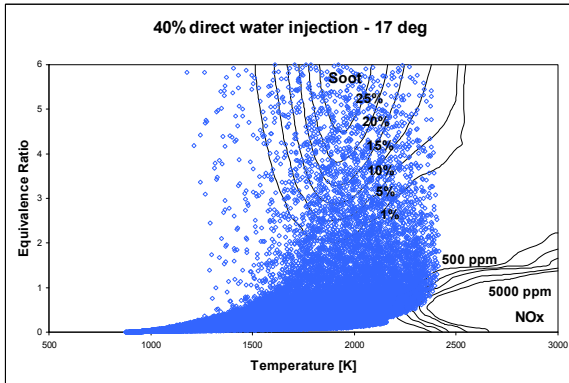 40% direct water injection - 17 deg
6
Soot
25%
5
20%
15%
4
10%
3
5%
1%
2
500 ppm
1
5000 ppm
NOx
0
500 1000 1500 2000 2500 3000
Equivalence Ratio
Temperature [K]